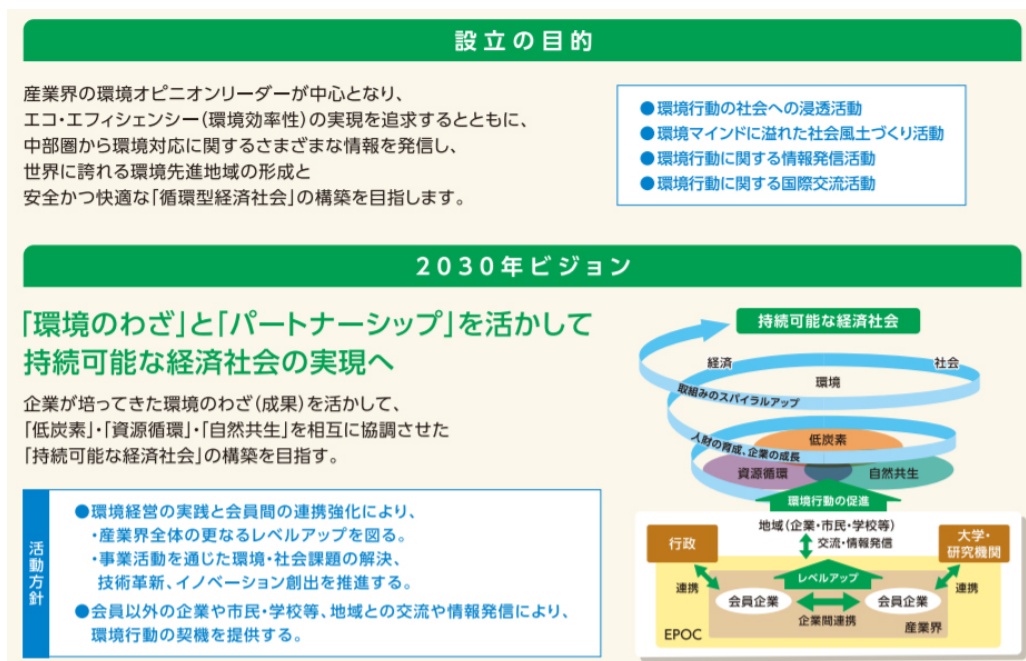 設立の目的
産業界の環境オピニオンリーダーが中心となり、
エコ・エフィシェンシー(環境効率性)の実現を追求するとともに、
中部圏から環境対応に関するさまざまな情報を発信し、
世界に誇れる環境先進地域の形成と
安全かつ快適な「循環型経済社会」の構築を目指します。
●環境行動の社会への浸透活動
●環境マインドに溢れた社会風土づくり活動
●環境行動に関する情報発信活動
●環境行動に関する国際交流活動
2030年ビジョン
「環境のわざ」と「パートナーシップ」を活かして
持続可能な経済社会の実現へ
企業が培ってきた環境のわざ(成果)を活かして、
「低炭素」・「資源循環」・「自然共生」を相互に協調させた
「持続可能な経済社会」の構築を目指す。
活動方針
●環境経営の実践と会員間の連携強化により、
・産業界全体の更なるレベルアップを図る。
・事業活動を通じた環境・社会課題の解決、
技術革新、イノベーション創出を推進する。
●会員以外の企業や市民・学校等、地域との交流や情報発信により、
環境行動の契機を提供する。
持続可能な経済社会
経済
社会
環境
取組みのスパイラルアップ
低炭素
人財の育成、企業の成長
資源循環
自然共生
環境行動の促進
地域(企業・市民・学校等)
交流・情報発信
行政
大学・
研究機関
レベルアップ
連携
連携
会員企業
会員企業
企業間連携
産業界
EPOC